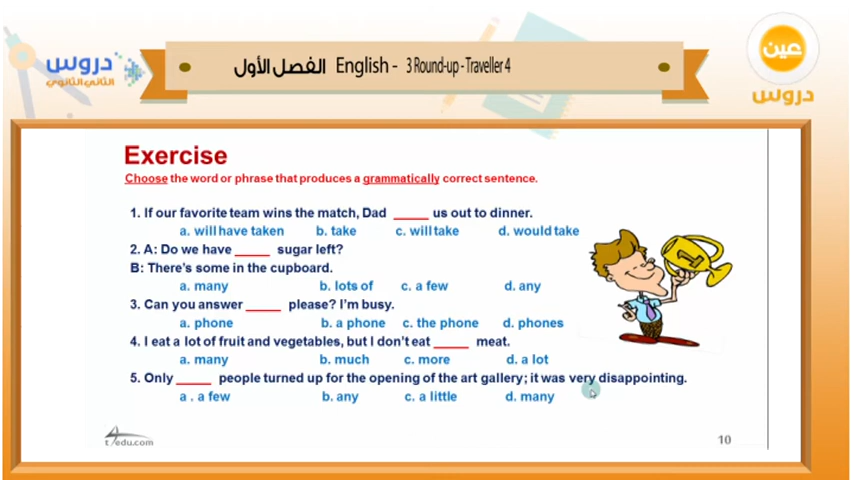 دروس
الثاني الثانوي
الفصل الأول English - 3 Round-up - Traveller 4
عين
دروس
Exercise
Choose the word or phrase that produces a grammatically correct sentence.
1. If our favorite team wins the match, Dad _____ us out to dinner.
a. will have taken b. take c. will take d. would take
2. A: Do we have _____ sugar left?
B: There's some in the cupboard.
a. many b. lots of c. a few d. any
3. Can you answer _____ please? I'm busy.
a. phone b. a phone c. the phone d. phones
4. I eat a lot of fruit and vegetables, but I don't eat _____ meat.
a. many b. much c. more d. a lot
5. Only _____ people turned up for the opening of the art gallery; it was very disappointing.
a . a few b. any c. a little d. many
1
10